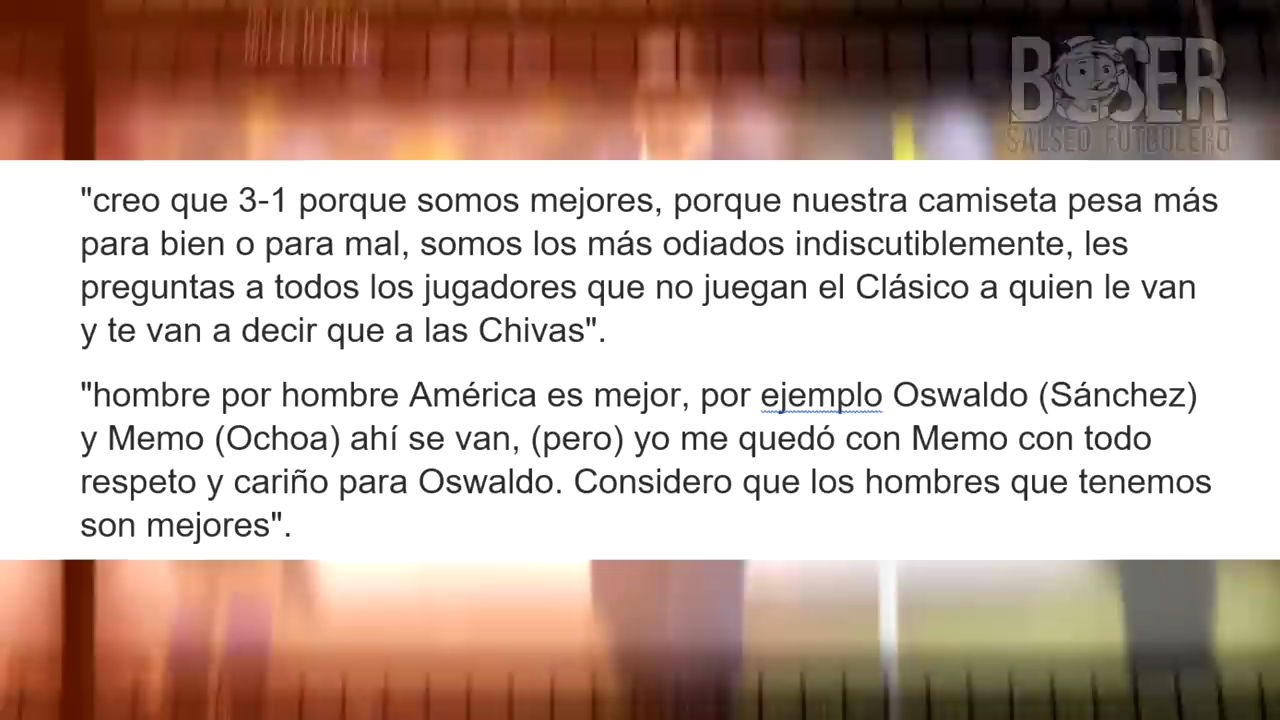 BOSER
SALSEO FUTBOLERO
"creo que 3-1 porque somos mejores, porque nuestra camiseta pesa más
para bien o para mal, somos los más odiados indiscutiblemente, les
preguntas a todos los jugadores que no juegan el Clásico a quien le van
y te van a decir que a las Chivas".
"hombre por hombre América es mejor, por ejemplo Oswaldo (Sánchez)
y Memo (Ochoa) ahí se van, (pero) yo me quedó con Memo con todo
respeto y cariño para Oswaldo. Considero que los hombres que tenemos
son mejores".